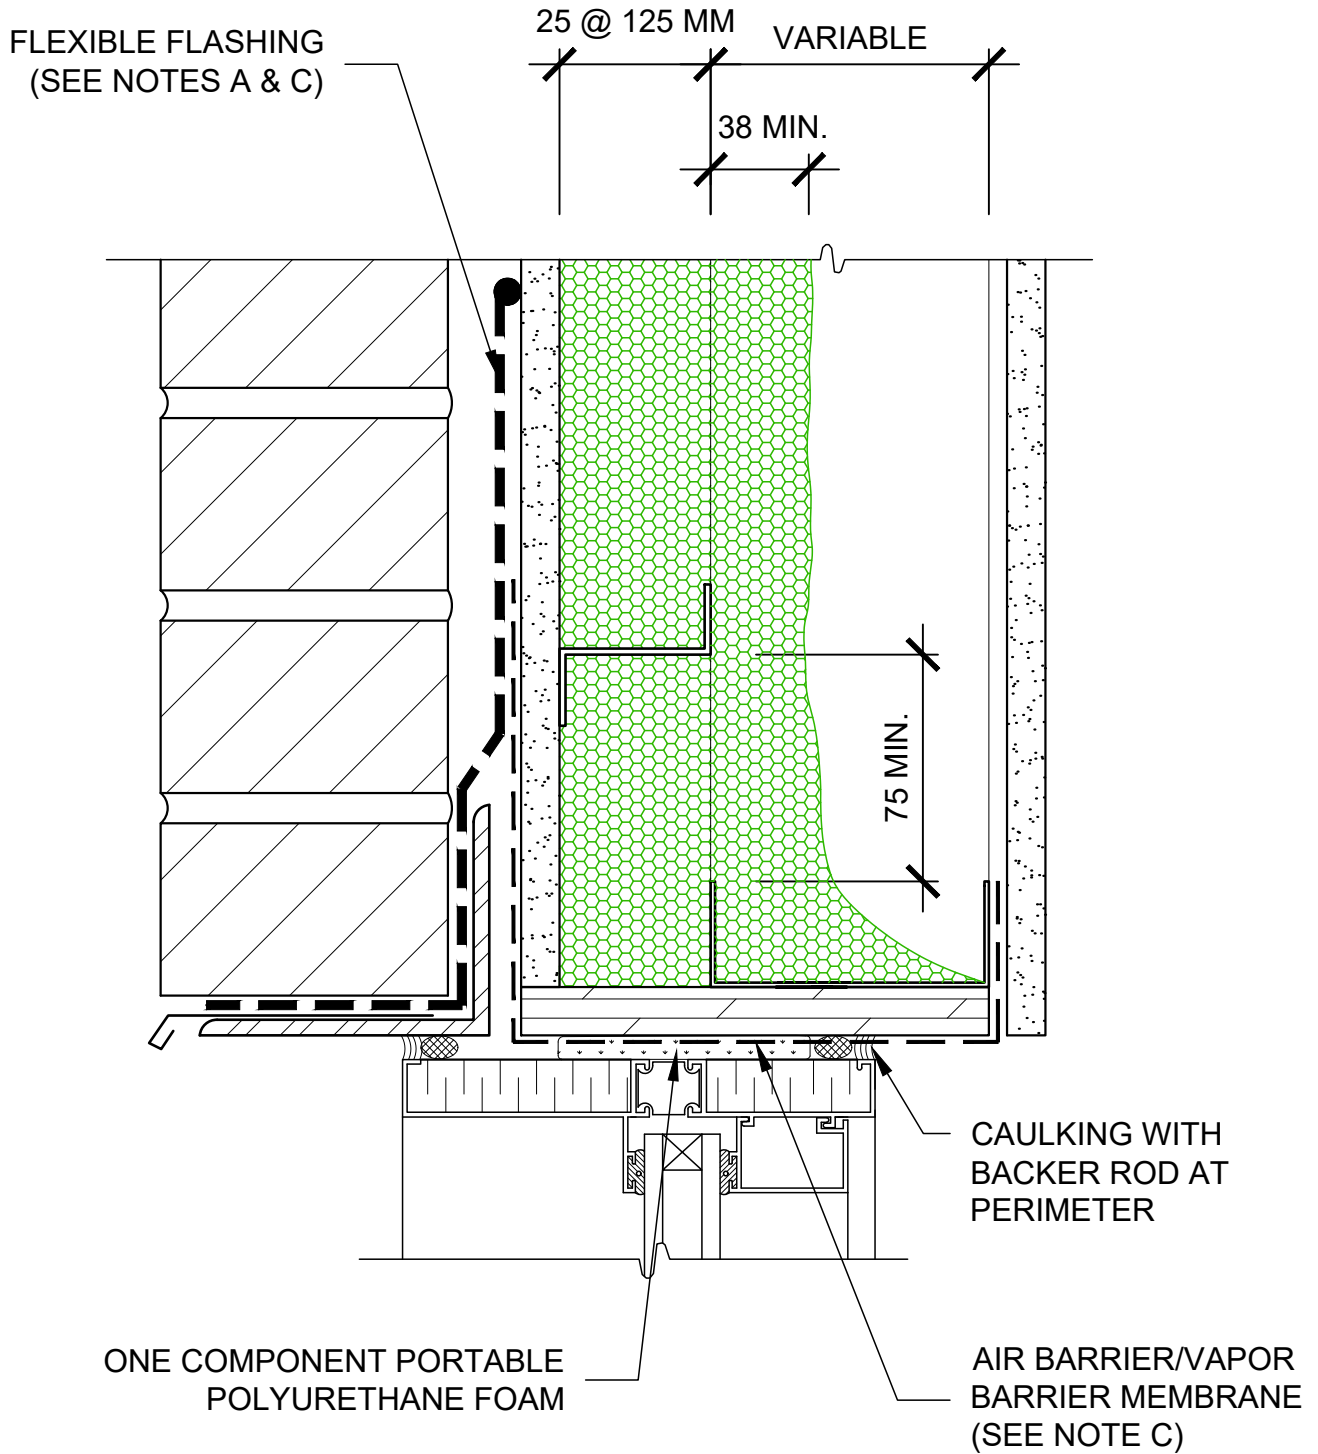 25 @ 125 MM
VARIABLE
FLEXIBLE FLASHING
(SEE NOTES A & C)
38 MIN.
75 MIN.
CAULKING WITH
BACKER ROD AT
PERIMETER
ONE COMPONENT PORTABLE
POLYURETHANE FOAM
AIR BARRIER/VAPOR
BARRIER MEMBRANE
(SEE NOTE C)